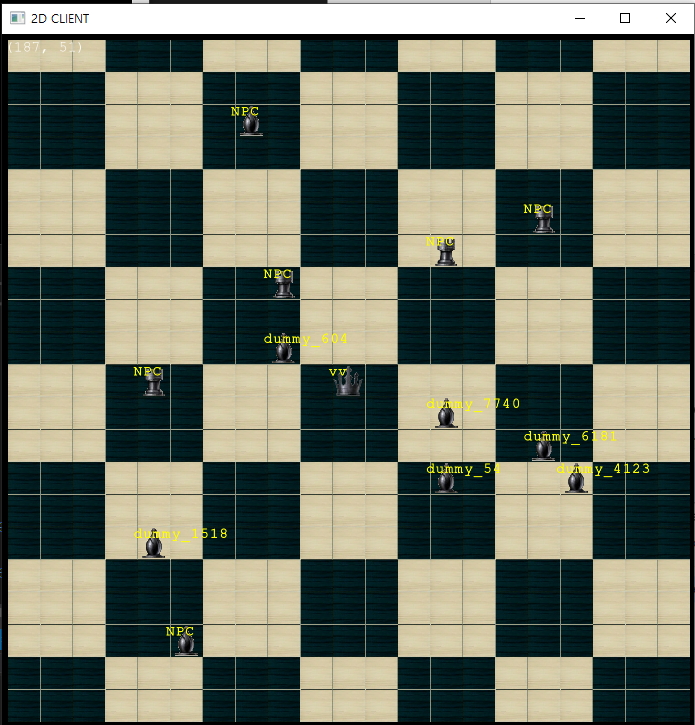 2D CLIENT
(187, 51)
NPC
NPC
NPC
NPC
dummy_604
NPC
vv
dummy_7740
dummy_6181
dummy_54
dummy_4123
dummy_1518
NPC